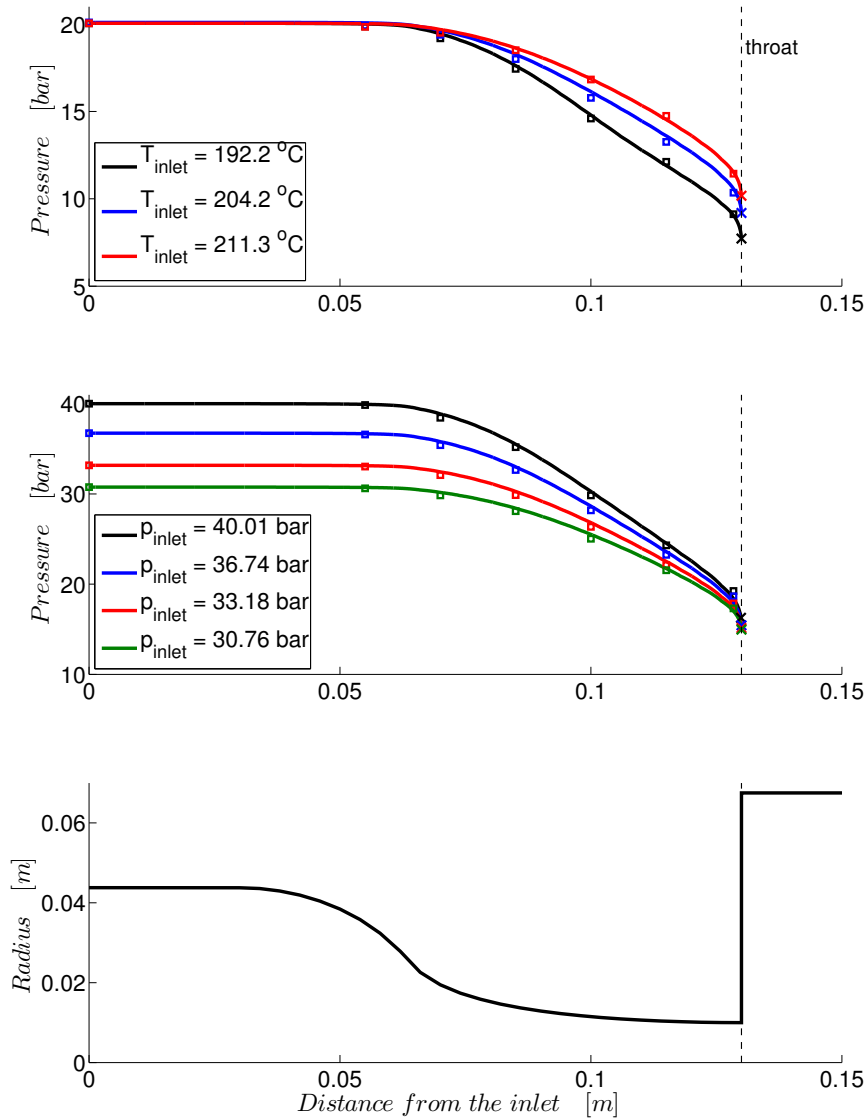 20
15
10
5
Pressure [bar]
throat
T_inlet = 192.2 °C
T_inlet = 204.2 °C
T_inlet = 211.3 °C
0 0.05 0.1 0.15
40
30
20
10
Pressure [bar]
p_inlet = 40.01 bar
p_inlet = 36.74 bar
p_inlet = 33.18 bar
p_inlet = 30.76 bar
0 0.05 0.1 0.15
0.06
0.04
0.02
0
Radius [m]
0 0.05 0.1 0.15
Distance from the inlet [m]